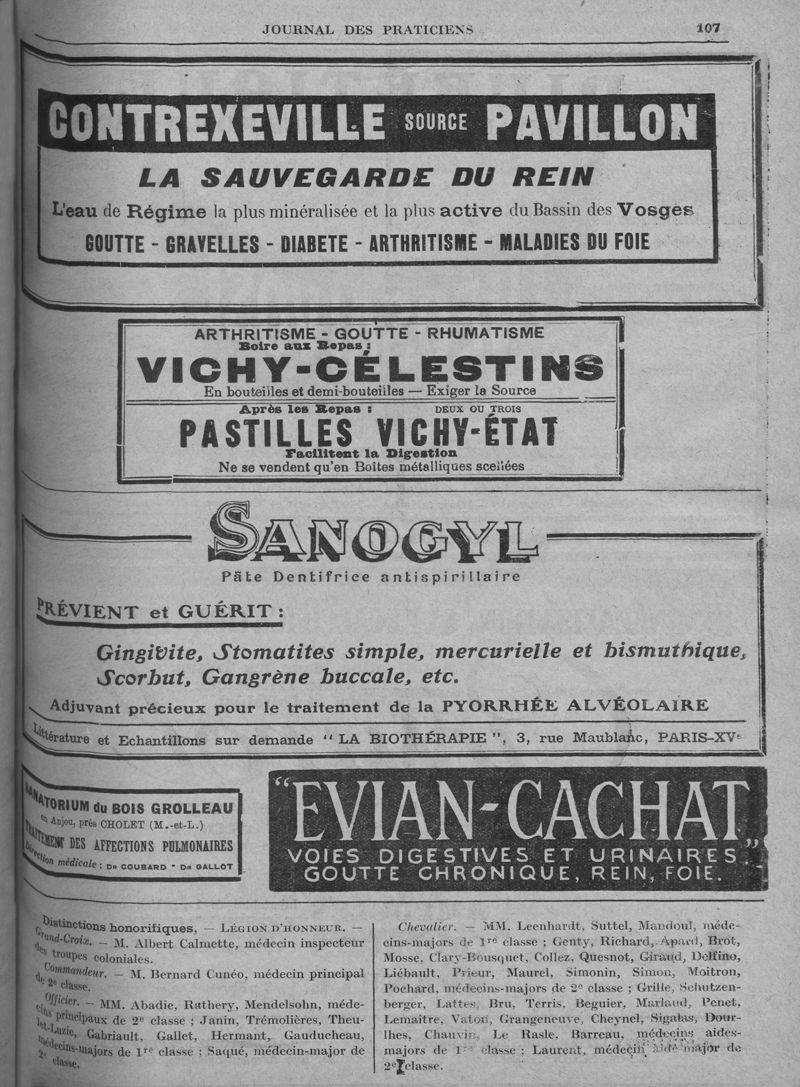 JOURNAL DES PRATICIENS 107
CONTREXEVILLE SOURCE PAVILLON
LA SAUVEGARDE DU REIN
L'eau de Régime la plus minéralisée et la plus active du Bassin des Vosges
GOUTTE - GRAVELLES - DIABETE - ARTHRITISME - MALADIES DU FOIE
ARTHRITISME - GOUTTE - RHUMATISME
Boire aux Repas :
VICHY-CÉLESTINS
En bouteilles et demi-bouteilles — Exiger la Source
Après les Repas : DEUX OU TROIS
PASTILLES VICHY-ÉTAT
Facilitent la Digestion
Ne se vendent qu'en Boîtes métalliques scellées
SANOGYL
Pâte Dentifrice antispirillaire
PRÉVIENT et GUÉRIT :
Gingivite, Stomatites simple, mercurielle et bismuthique,
Scorbut, Gangrène buccale, etc.
Adjuvant précieux pour le traitement de la PYORRHÉE ALVÉOLAIRE
Littérature et Echantillons sur demande "LA BIOTHÉRAPIE", 3, rue Maublanc, PARIS-XVe
SANATORIUM du BOIS GROLLEAU
en Anjou, près CHOLET (M.-et-L.)
TRAITEMENT DES AFFECTIONS PULMONAIRES
Direction médicale : DR COUBARD - DR GALLOT
"EVIAN-CACHAT"
VOIES DIGESTIVES ET URINAIRES.
GOUTTE CHRONIQUE, REIN, FOIE.
Distinctions honorifiques. — LÉGION D'HONNEUR. —
Grand-Croix. — M. Albert Calmette, médecin inspecteur
des troupes coloniales.
Commandeur. — M. Bernard Cunéo, médecin principal
de 2e classe.
Officier. — MM. Abadie, Rathery, Mendelsohn, méde-
cins principaux de 2e classe ; Janin, Trémolières, Theu-
let-Luzie, Gabriault, Gallet, Hermant, Gauducheau,
médecins-majors de 1re classe ; Saqué, médecin-major de
2e classe.
Chevalier. — MM. Leenhardt, Suttel, Mandoul, méde-
cins-majors de 1re classe ; Genty, Richard, Apard, Brot,
Mosse, Clary-Bousquet, Collez, Quesnot, Giraud, Delfino,
Liébault, Prieur, Maurel, Simonin, Simon, Moitron,
Pochard, médecins-majors de 2e classe ; Grille, Schutzen-
berger, Lattes, Bru, Terris, Beguier, Marland, Penet,
Lemaitre, Vaton, Grangeneuve, Cheynel, Sigalas, Dour-
lhes, Chauvin, Le Rasle, Barreau, médecins aides-
majors de 1re classe ; Laurent, médecin aide major de
2e classe.